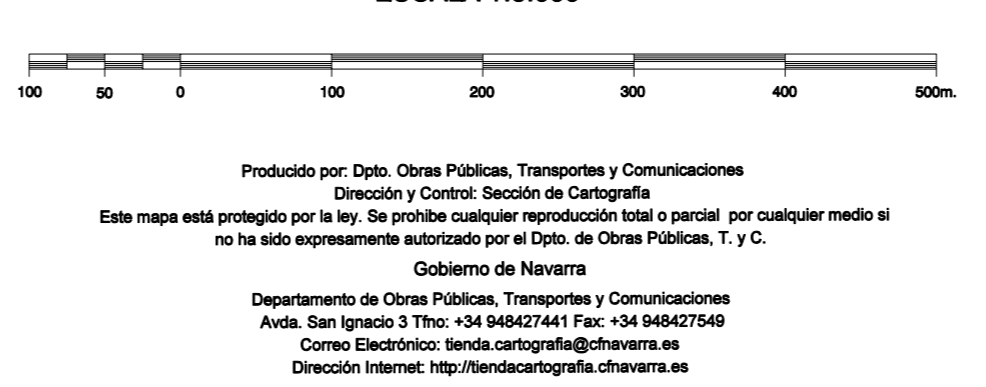 100 50 0 100 200 300 400 500m.
Producido por: Dpto. Obras Públicas, Transportes y Comunicaciones
Dirección y Control: Sección de Cartografía
Este mapa está protegido por la ley. Se prohibe cualquier reproducción total o parcial por cualquier medio si
no ha sido expresamente autorizado por el Dpto. de Obras Públicas, T. y C.
Gobierno de Navarra
Departamento de Obras Públicas, Transportes y Comunicaciones
Avda. San Ignacio 3 Tfno: +34 948427441 Fax: +34 948427549
Correo Electrónico: tienda.cartografia@cfnavarra.es
Dirección Internet: http://tiendacartografia.cfnavarra.es